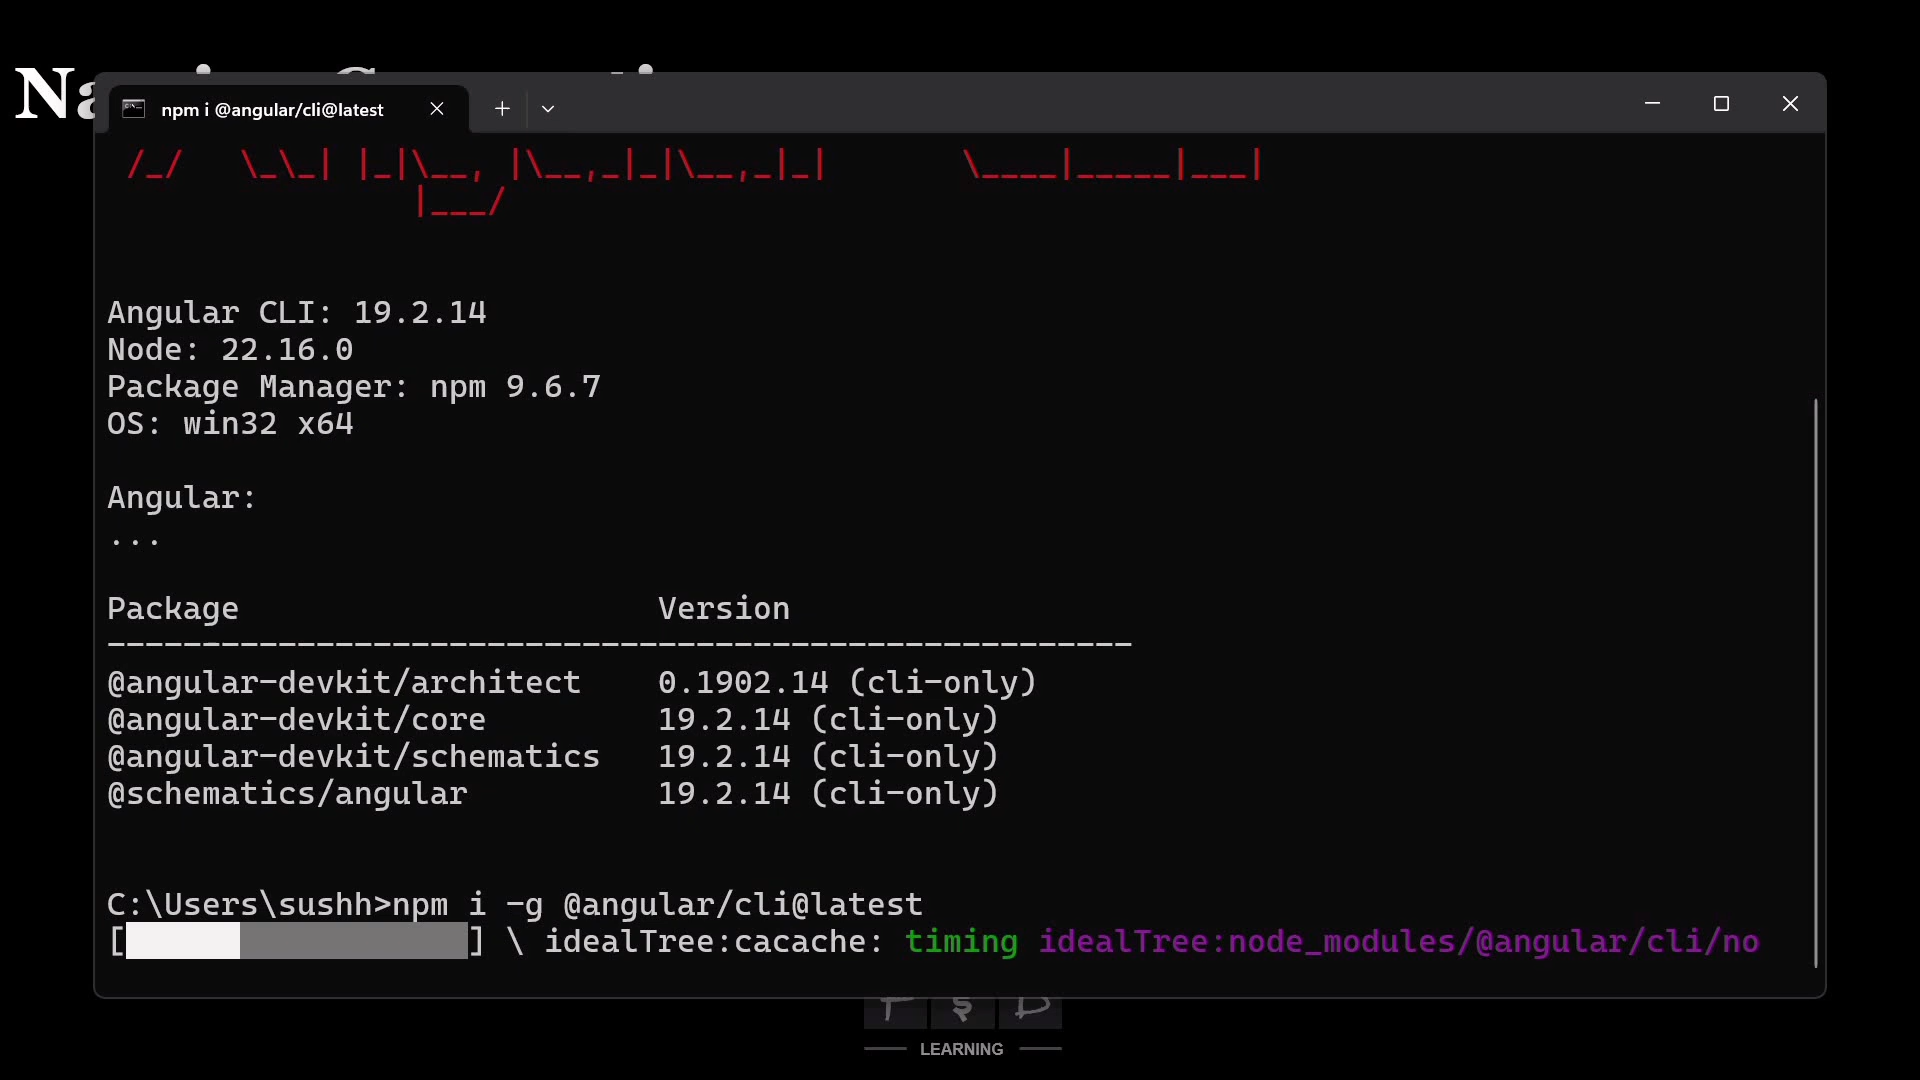 npm i @angular/cli@latest
Angular CLI: 19.2.14
Node: 22.16.0
Package Manager: npm 9.6.7
OS: win32 x64
Angular:
...
Package Version
------------------------------------------------------
@angular-devkit/architect 0.1902.14 (cli-only)
@angular-devkit/core 19.2.14 (cli-only)
@angular-devkit/schematics 19.2.14 (cli-only)
@schematics/angular 19.2.14 (cli-only)
C:\Users\sushh>npm i -g @angular/cli@latest
[ ] \ idealTree:cacache: timing idealTree:node_modules/@angular/cli/no
LEARNING